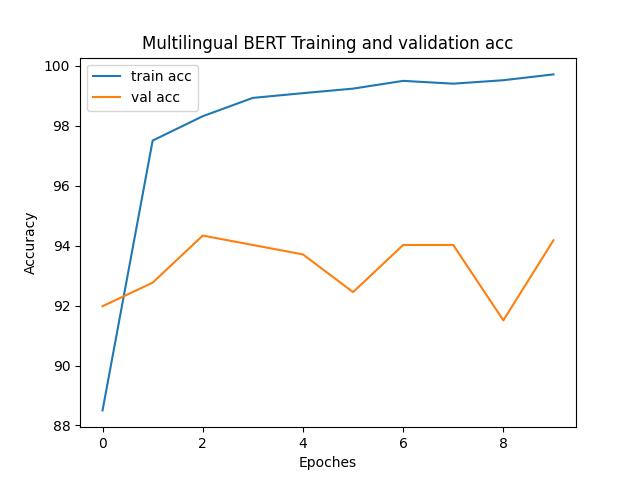 Multilingual BERT Training and validation acc
train acc
val acc
Accuracy
100
98
96
94
92
90
88
0 2 4 6 8
Epoches